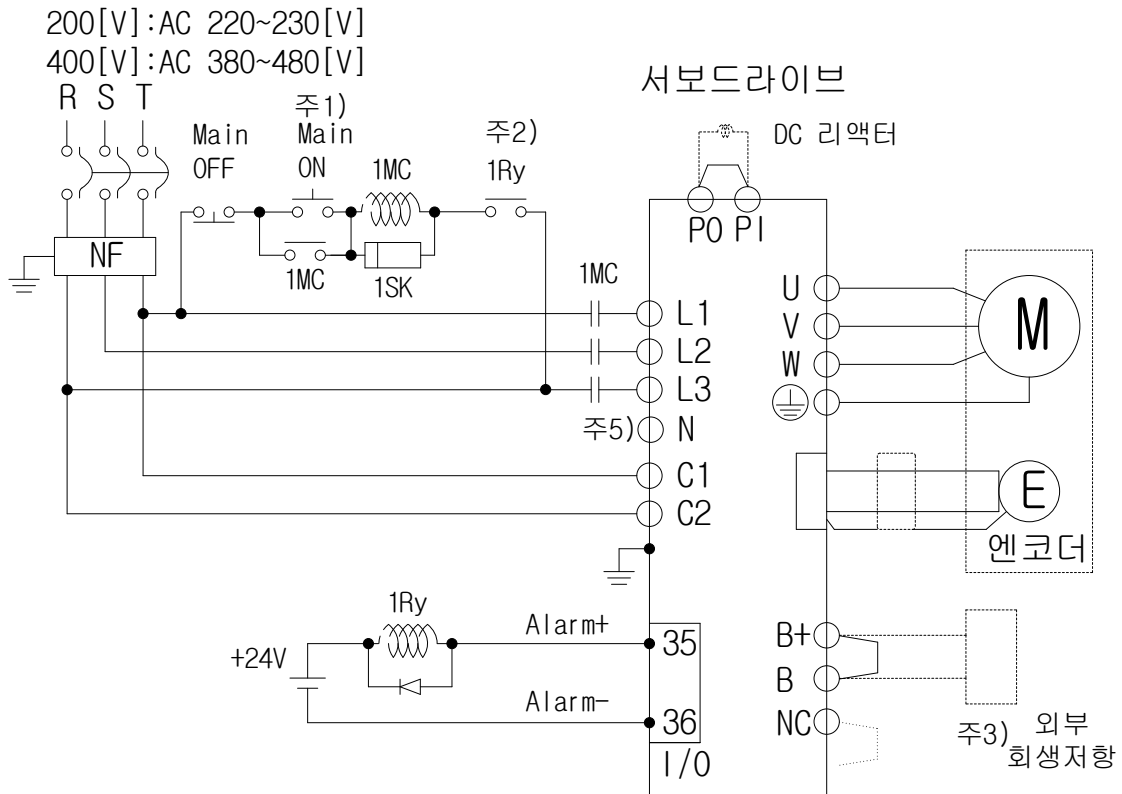 200[V]:AC 220~230[V]
400[V]:AC 380~480[V]
R S T
서보드라이브
주1)
Main OFF
Main ON
1MC
주2)
1Ry
DC 리액터
PO PI
NF
1MC
1SK
1MC
L1
L2
L3
주5) N
C1
C2
U
V
W
M
E
엔코더
1Ry
+24V
Alarm+
35
Alarm-
36
I/O
B+
B
NC
주3) 외부
회생저항